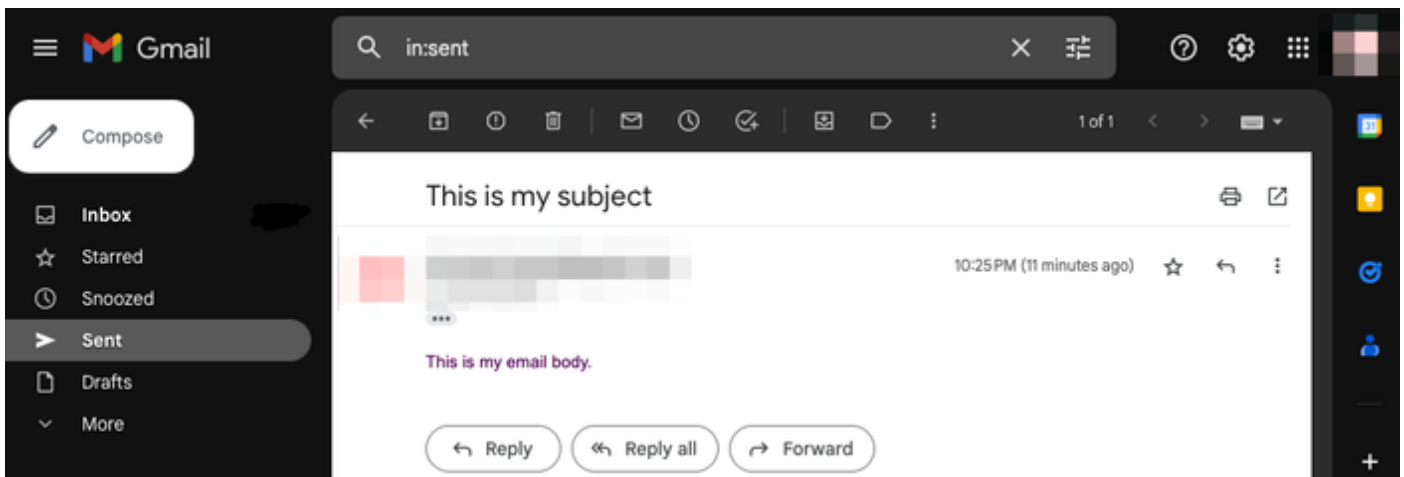 Gmail
in:sent
Compose
1 of 1
31
This is my subject
Inbox
Starred
10:25 PM (11 minutes ago)
Snoozed
Sent
This is my email body.
Drafts
More
Reply
Reply all
Forward